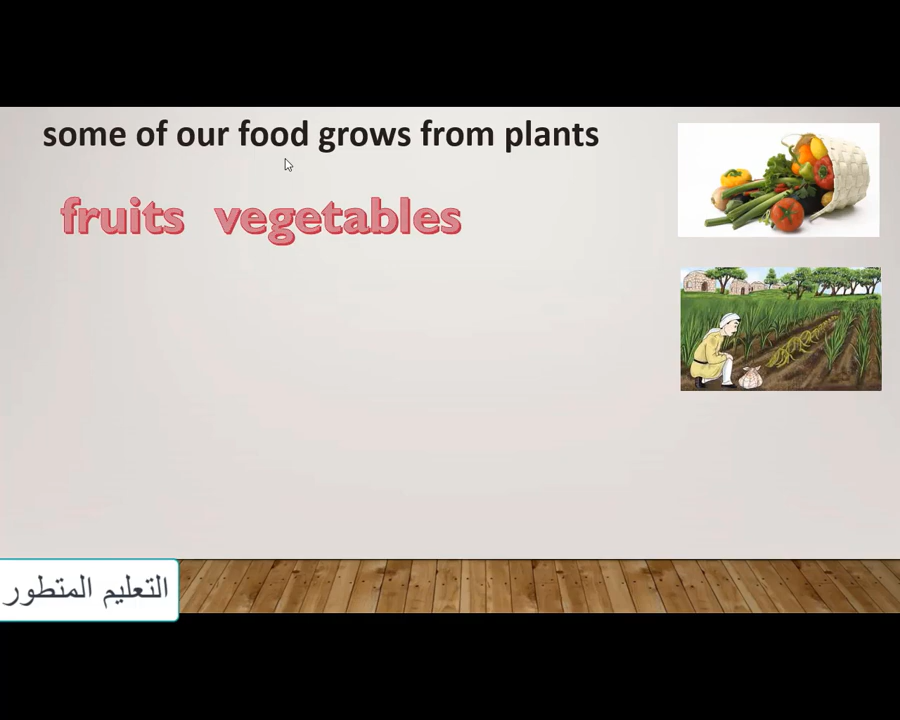 some of our food grows from plants
fruits vegetables
التعليم المتطور